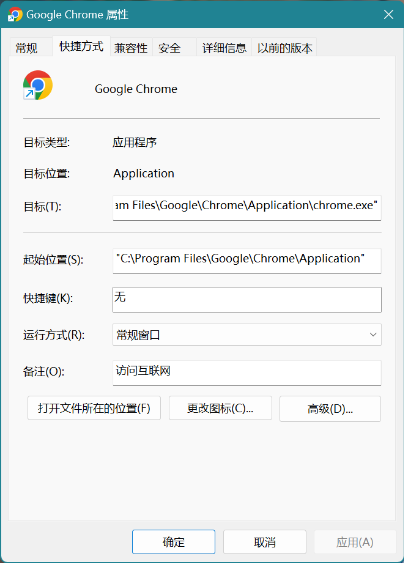 Google Chrome 属性
常规 快捷方式 兼容性 安全 详细信息 以前的版本
Google Chrome
目标类型: 应用程序
目标位置: Application
目标(T): am Files\Google\Chrome\Application\chrome.exe"
起始位置(S): "C:\Program Files\Google\Chrome\Application"
快捷键(K): 无
运行方式(R): 常规窗口
备注(O): 访问互联网
打开文件所在的位置(F) 更改图标(C)... 高级(D)...
确定 取消 应用(A)